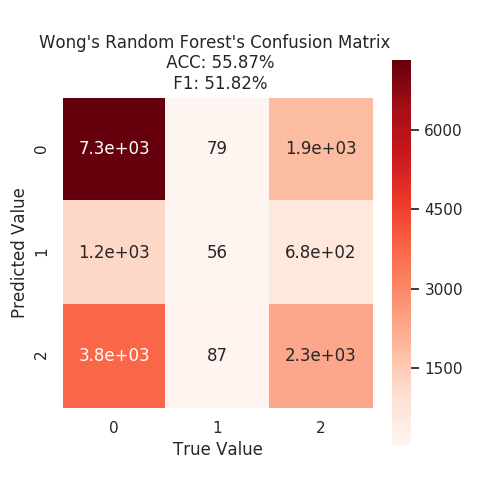 Wong's Random Forest's Confusion Matrix
ACC: 55.87%
F1: 51.82%
7.3e+03 79 1.9e+03
1.2e+03 56 6.8e+02
3.8e+03 87 2.3e+03
0
1
2
Predicted Value
0 1 2
True Value
6000
4500
3000
1500